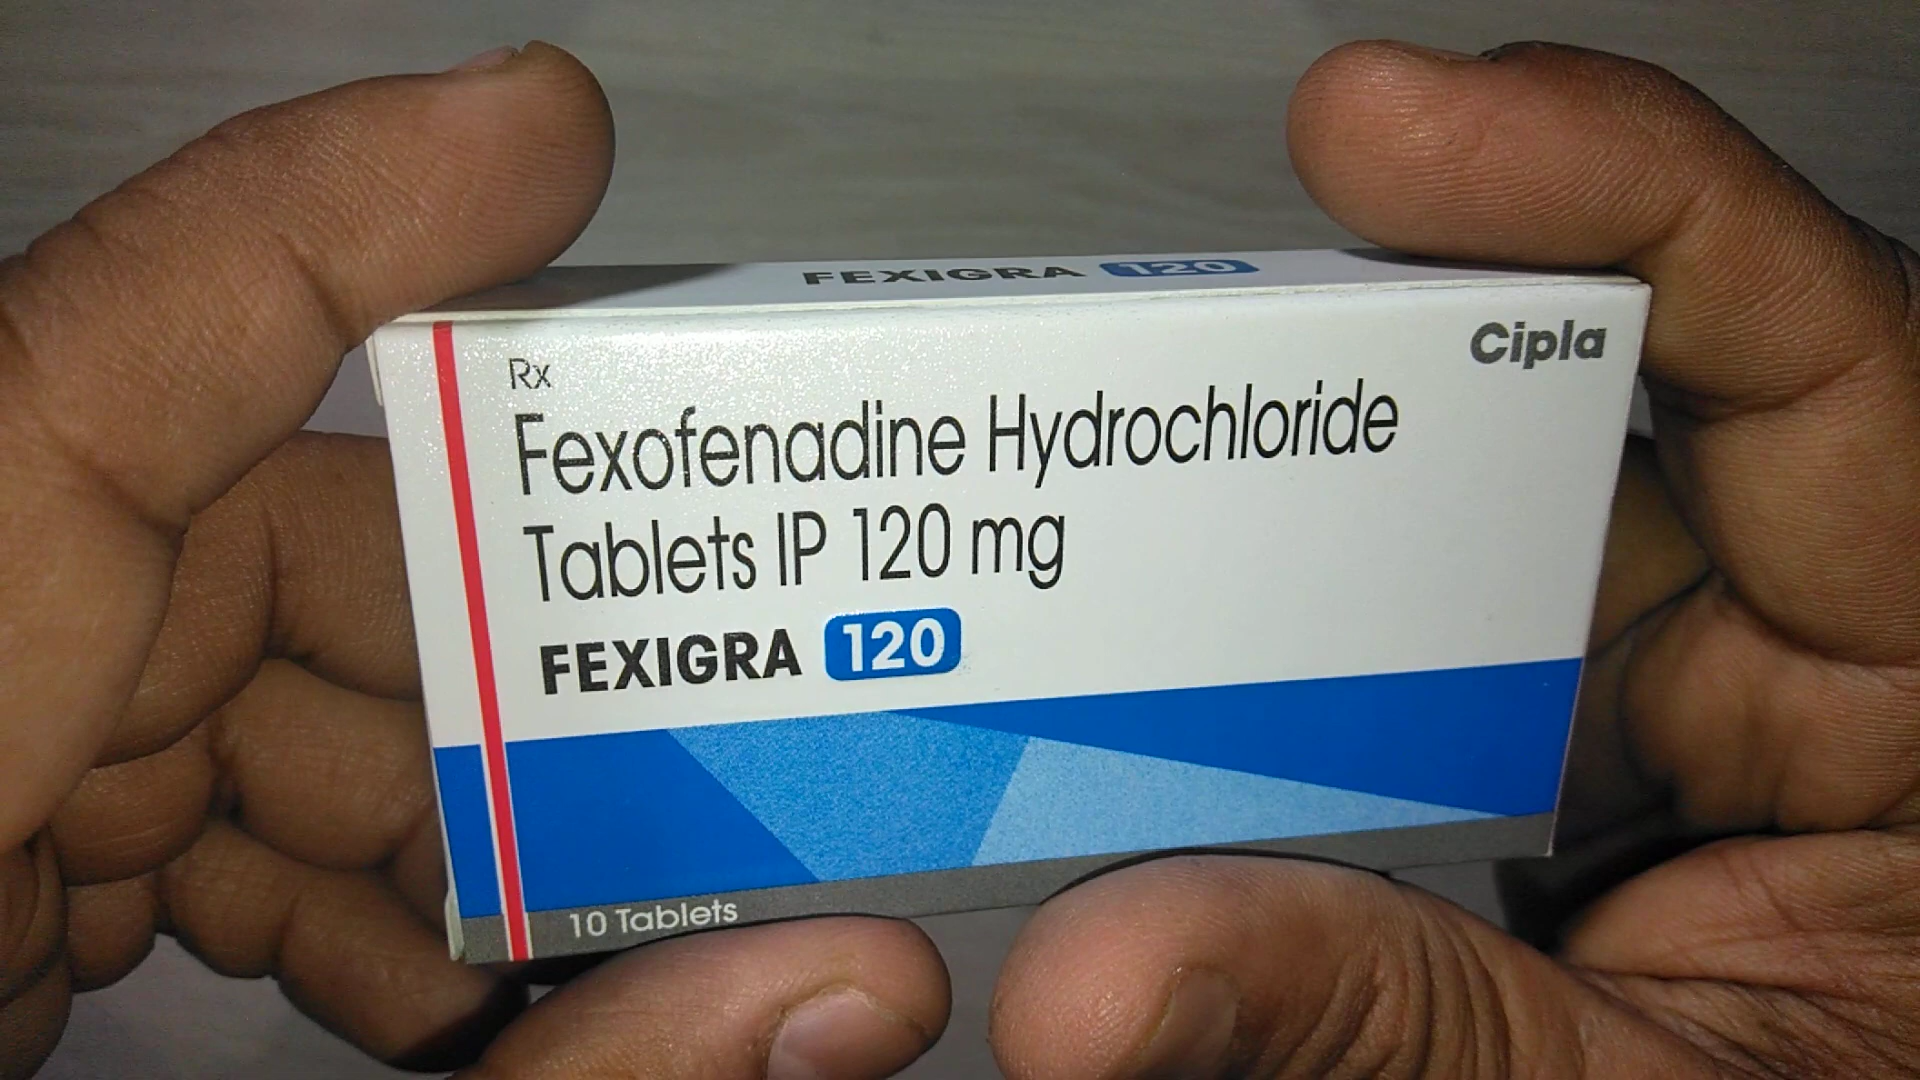 FEXIGRA 120
Cipla
Rx
Fexofenadine Hydrochloride
Tablets IP 120 mg
FEXIGRA 120
10 Tablets